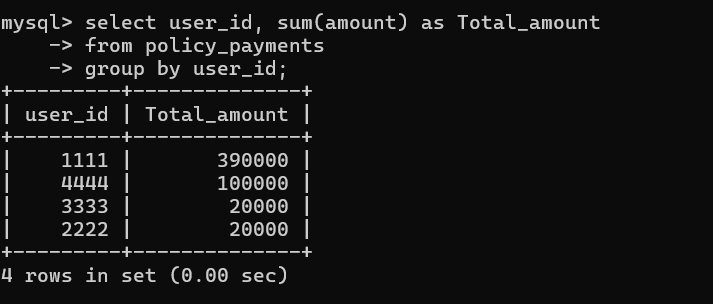 mysql> select user_id, sum(amount) as Total_amount
    -> from policy_payments
    -> group by user_id;
+---------+--------------+
| user_id | Total_amount |
+---------+--------------+
|    1111 |       390000 |
|    4444 |       100000 |
|    3333 |        20000 |
|    2222 |        20000 |
+---------+--------------+
4 rows in set (0.00 sec)